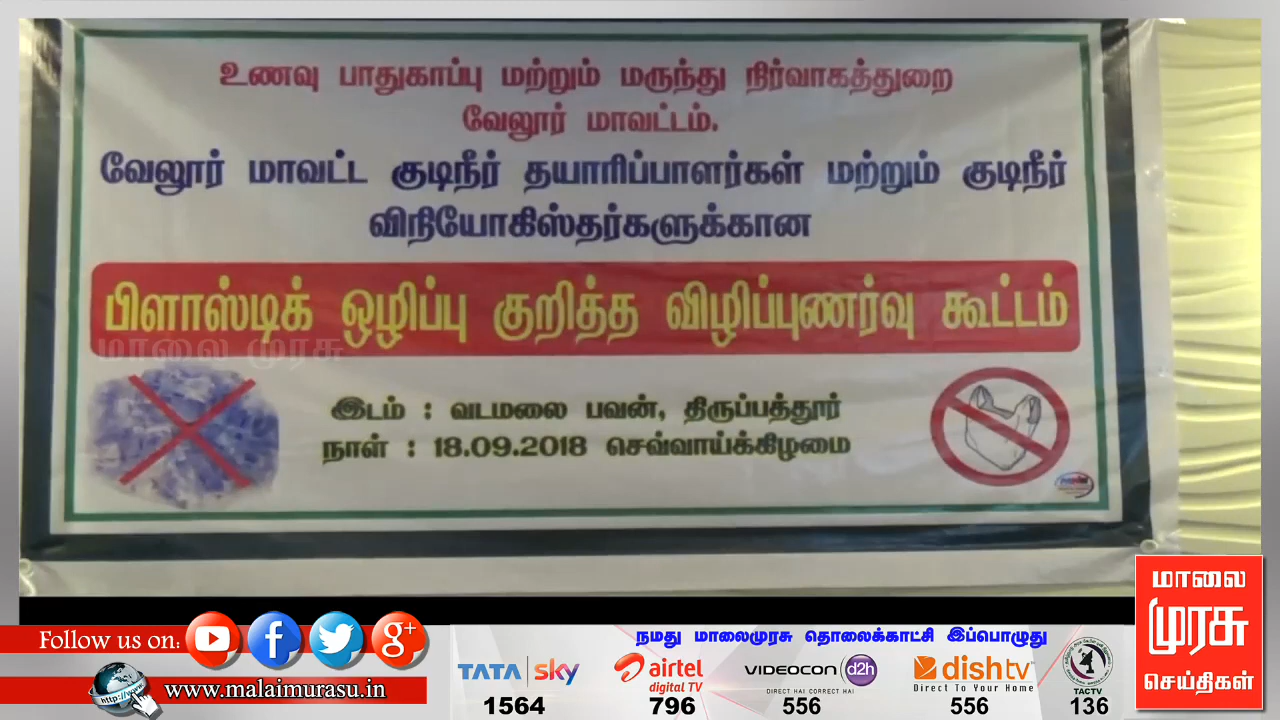 உணவு பாதுகாப்பு மற்றும் மருந்து நிர்வாகத்துறை
வேலூர் மாவட்டம்.
வேலூர் மாவட்ட குடிநீர் தயாரிப்பாளர்கள் மற்றும் குடிநீர்
விநியோகிஸ்தர்களுக்கான
பிளாஸ்டிக் ஒழிப்பு குறித்த விழிப்புணர்வு கூட்டம்
மாலை முரசு
இடம் : வடமலை பவன், திருப்பத்தூர்
நாள் : 18.09.2018 செவ்வாய்க்கிழமை
மாலை
முரசு
செய்திகள்
Follow us on:
g+
http://www
www.malaimurasu.in
நமது மாலைமுரசு தொலைக்காட்சி இப்பொழுது
TATA sky
1564
airtel
digital TV
796
VIDEOCON d2h
DIRECT HAI CORRECT HAI
556
dishtv
Direct To Your Home
556
TACTV
136